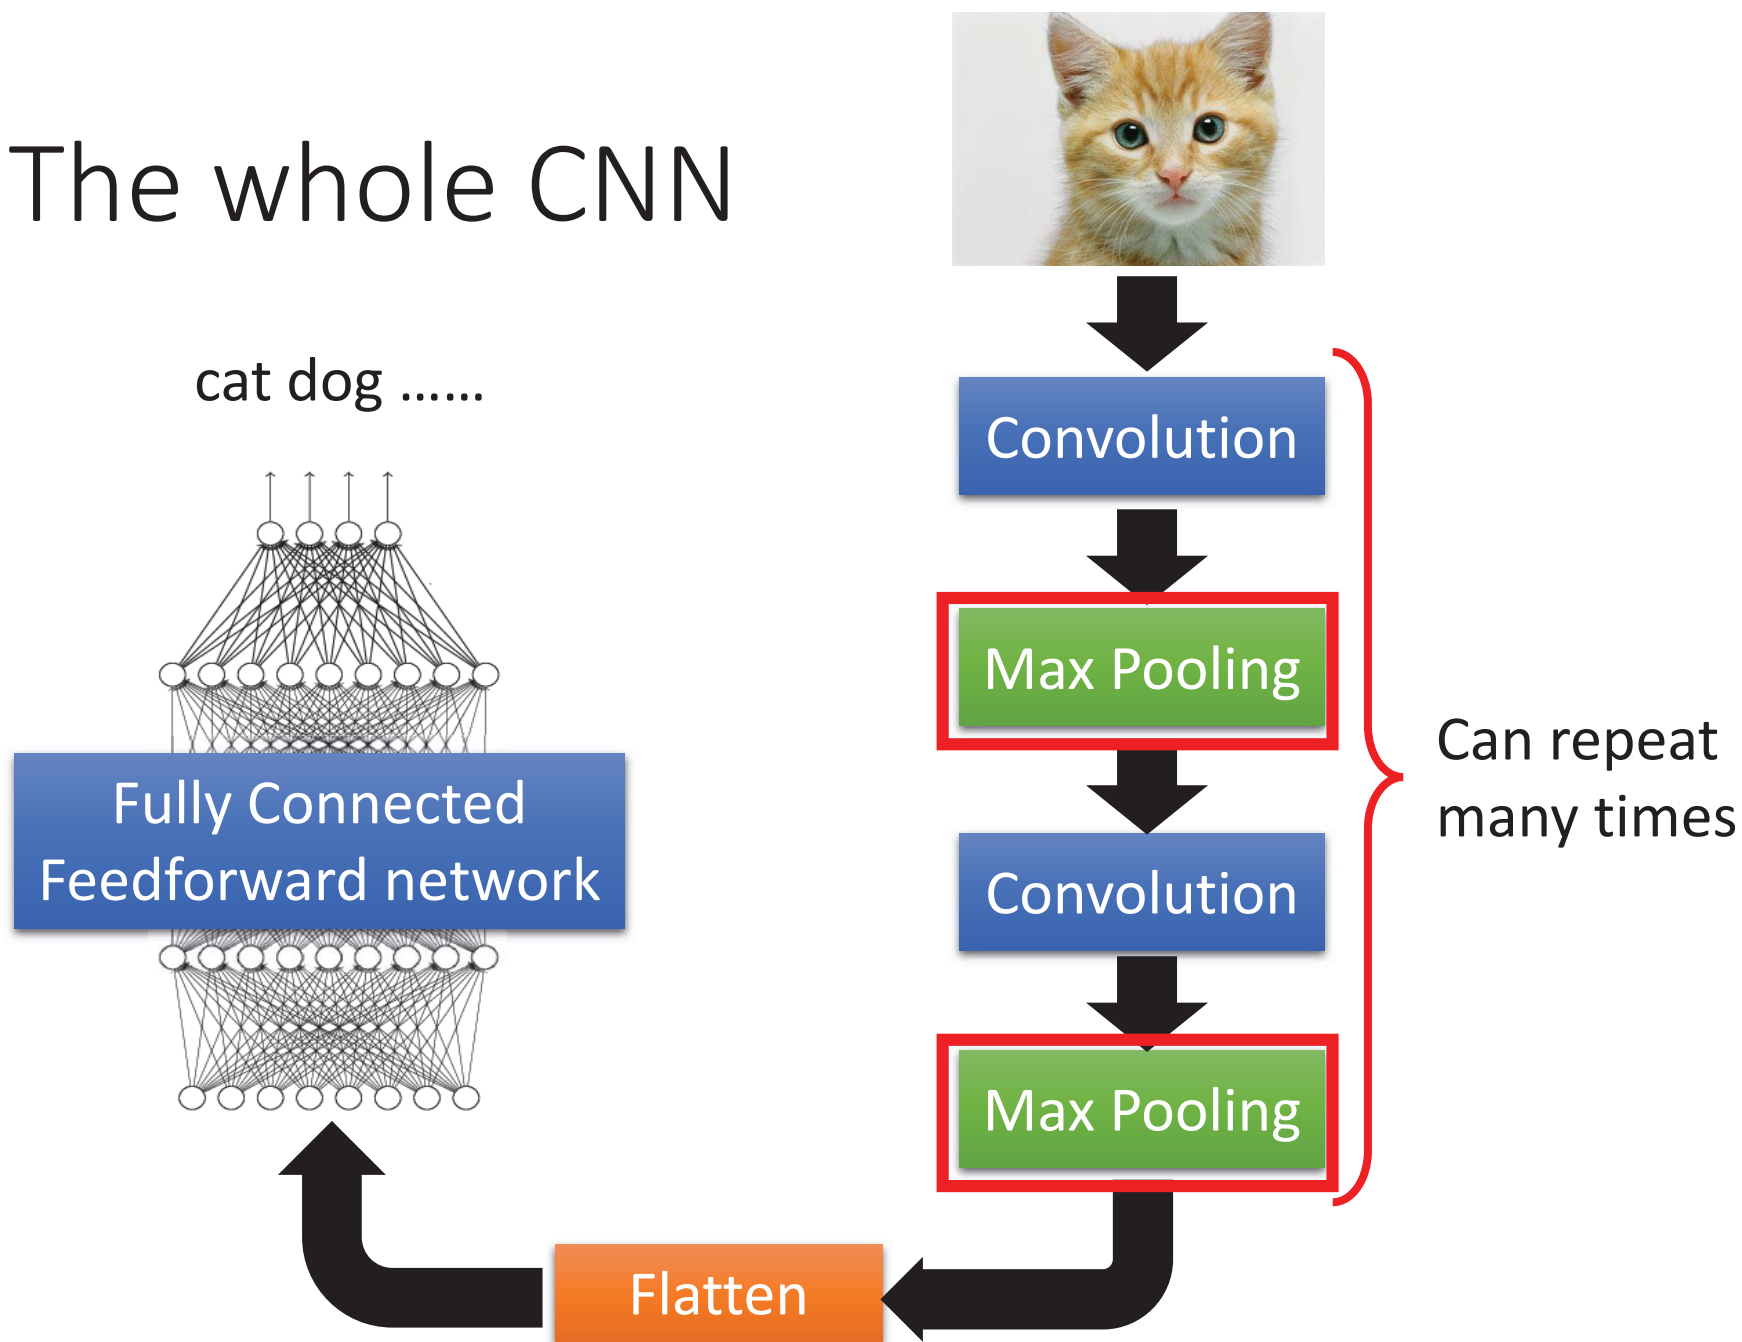 The whole CNN
cat dog ......
Convolution
Max Pooling
Convolution
Max Pooling
Can repeat
many times
Flatten
Fully Connected
Feedforward network